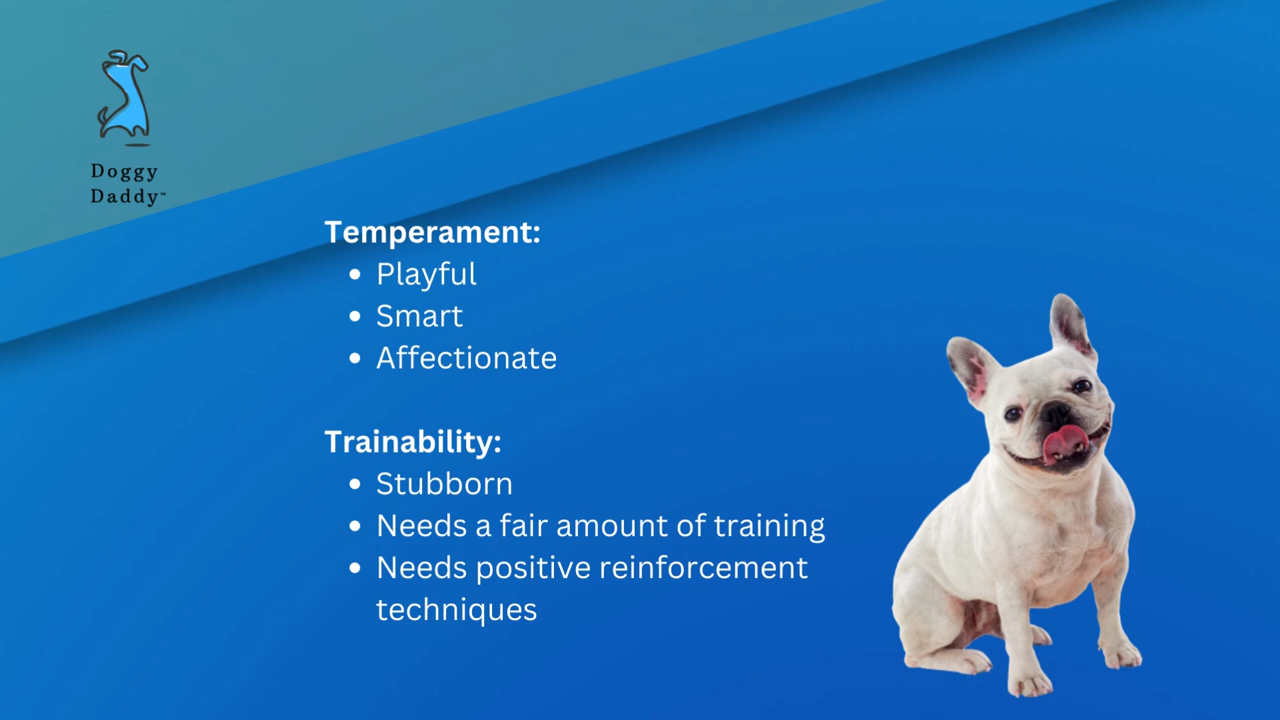 Doggy
Daddy™
Temperament:
• Playful
• Smart
• Affectionate
Trainability:
• Stubborn
• Needs a fair amount of training
• Needs positive reinforcement
techniques